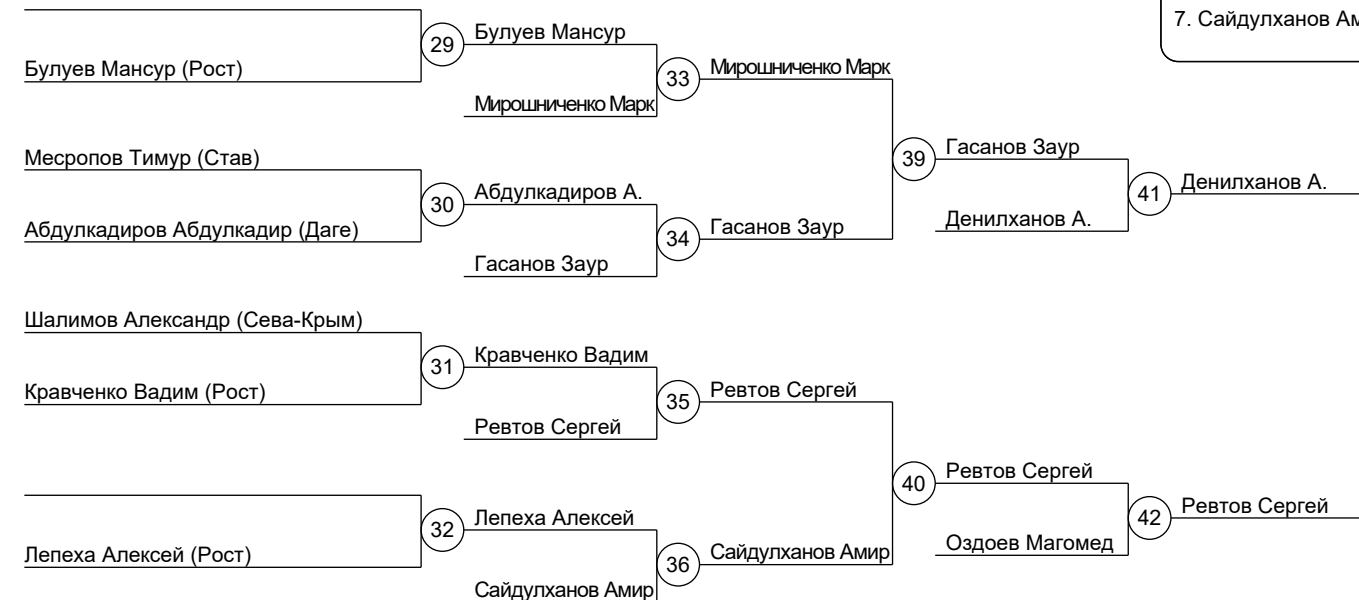 7. Сайдулханов
29
Булуев Мансур
Булуев Мансур (Рост)
33
Мирошниченко Марк
Мирошниченко Марк
Месропов Тимур (Став)
39
Гасанов Заур
30
Абдулкадиров А.
41
Денилханов А.
Абдулкадиров Абдулкадир (Даге)
34
Гасанов Заур
Денилханов А.
Гасанов Заур
Шалимов Александр (Сева-Крым)
31
Кравченко Вадим
Кравченко Вадим (Рост)
35
Ревтов Сергей
Ревтов Сергей
40
Ревтов Сергей
32
Лепеха Алексей
42
Ревтов Сергей
Лепеха Алексей (Рост)
36
Сайдулханов Амир
Оздоев Магомед
Сайдулханов Амир